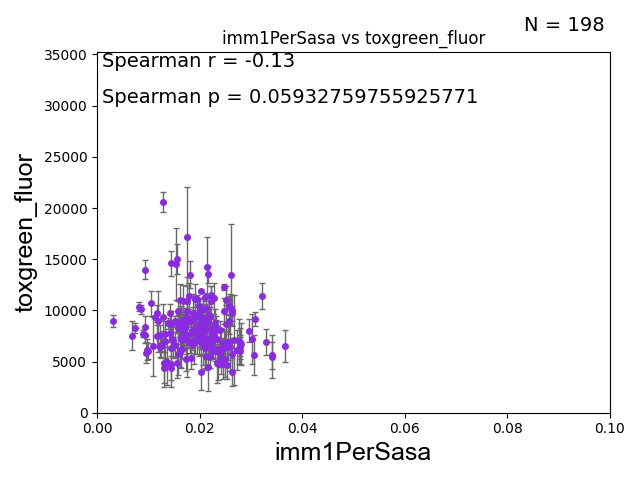 N = 198
imm1PerSasa vs toxgreen_fluor
Spearman r = -0.13
Spearman p = 0.05932759755925771
toxgreen_fluor
35000
30000
25000
20000
15000
10000
5000
0
0.00 0.02 0.04 0.06 0.08 0.10
imm1PerSasa